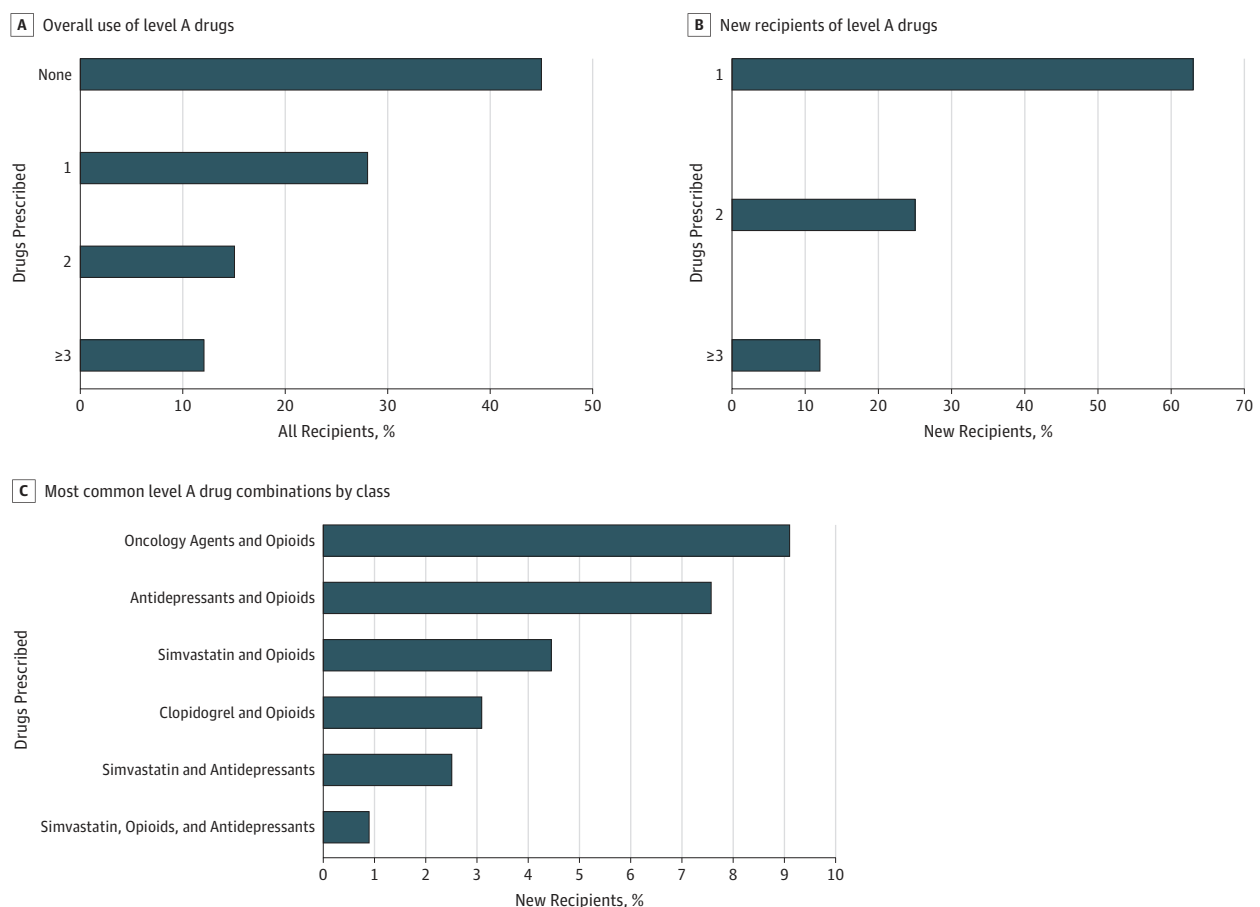 A Overall use of level A drugs
Drugs Prescribed
None
1
2
≥3
0 10 20 30 40 50
All Recipients, %
B New recipients of level A drugs
Drugs Prescribed
1
2
≥3
0 10 20 30 40 50 60 70
New Recipients, %
C Most common level A drug combinations by class
Drugs Prescribed
Oncology Agents and Opioids
Antidepressants and Opioids
Simvastatin and Opioids
Clopidogrel and Opioids
Simvastatin and Antidepressants
Simvastatin, Opioids, and Antidepressants
0 1 2 3 4 5 6 7 8 9 10
New Recipients, %